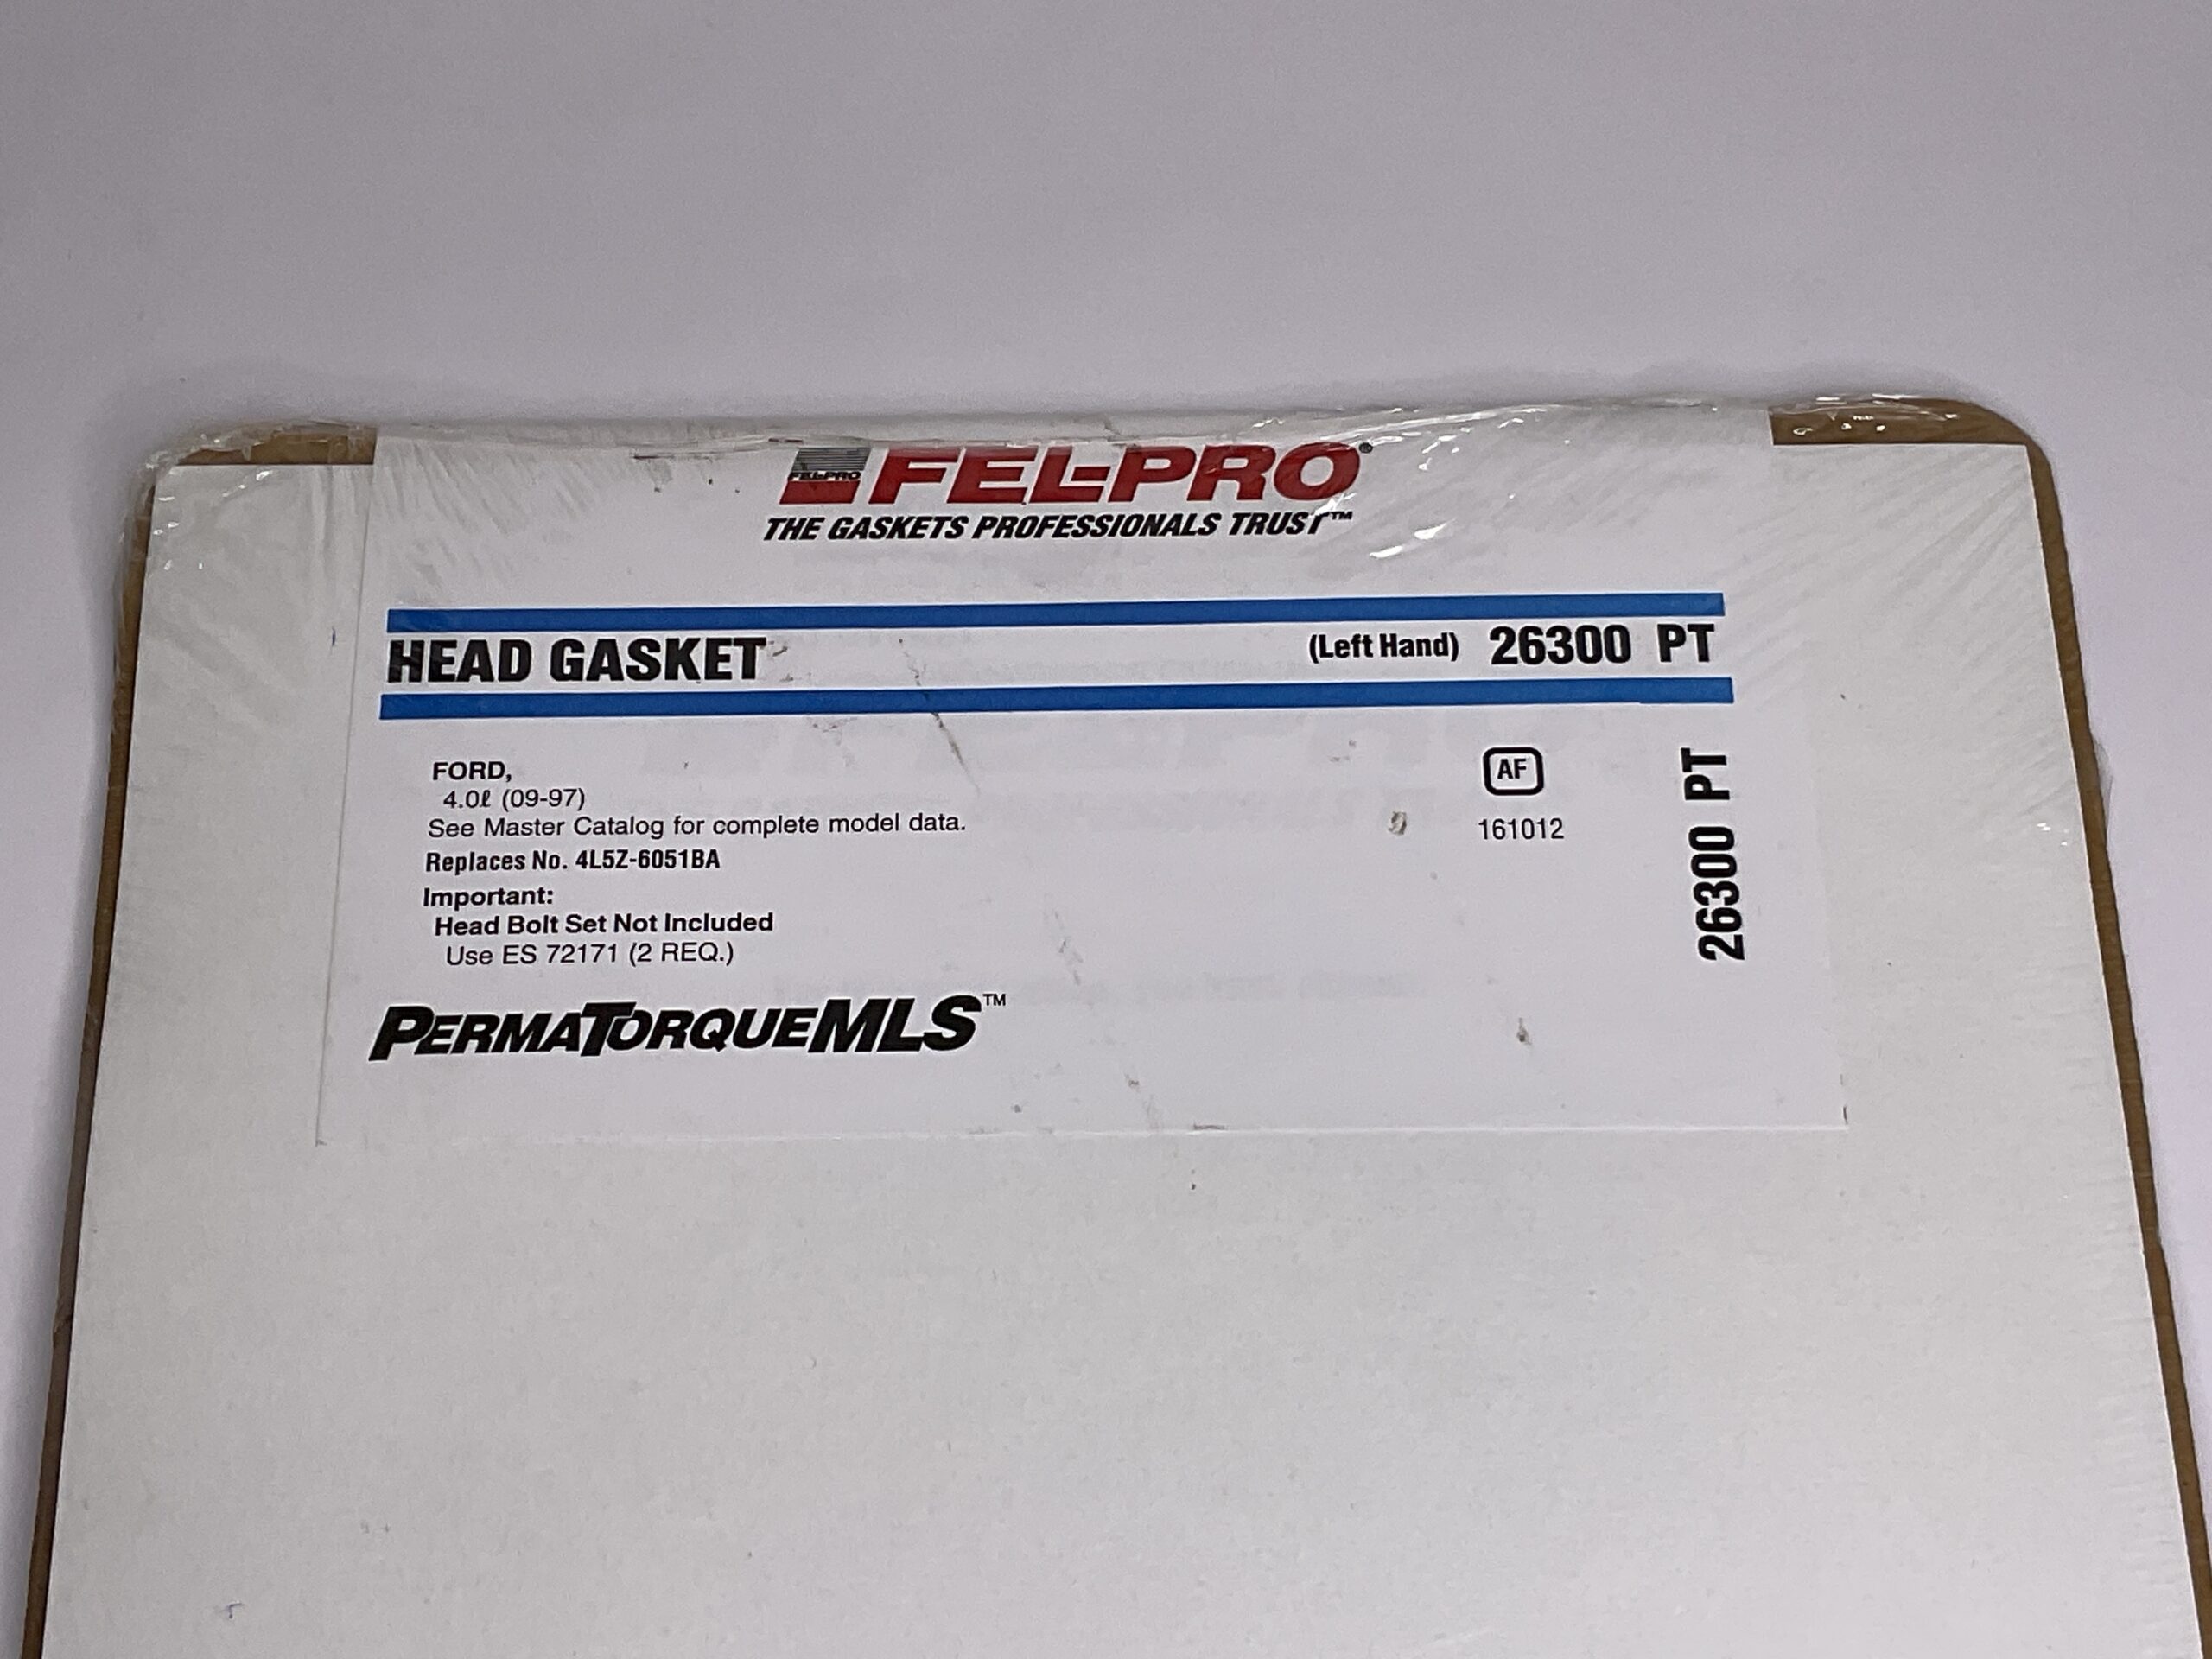 FEL-PRO
FEL-PRO®
THE GASKETS PROFESSIONALS TRUST™
HEAD GASKET (Left Hand) 26300 PT
FORD,
4.0ℓ (09-97)
See Master Catalog for complete model data.
Replaces No. 4L5Z-6051BA
Important:
Head Bolt Set Not Included
Use ES 72171 (2 REQ.)
PERMATORQUEMLS™
AF
161012
26300 PT